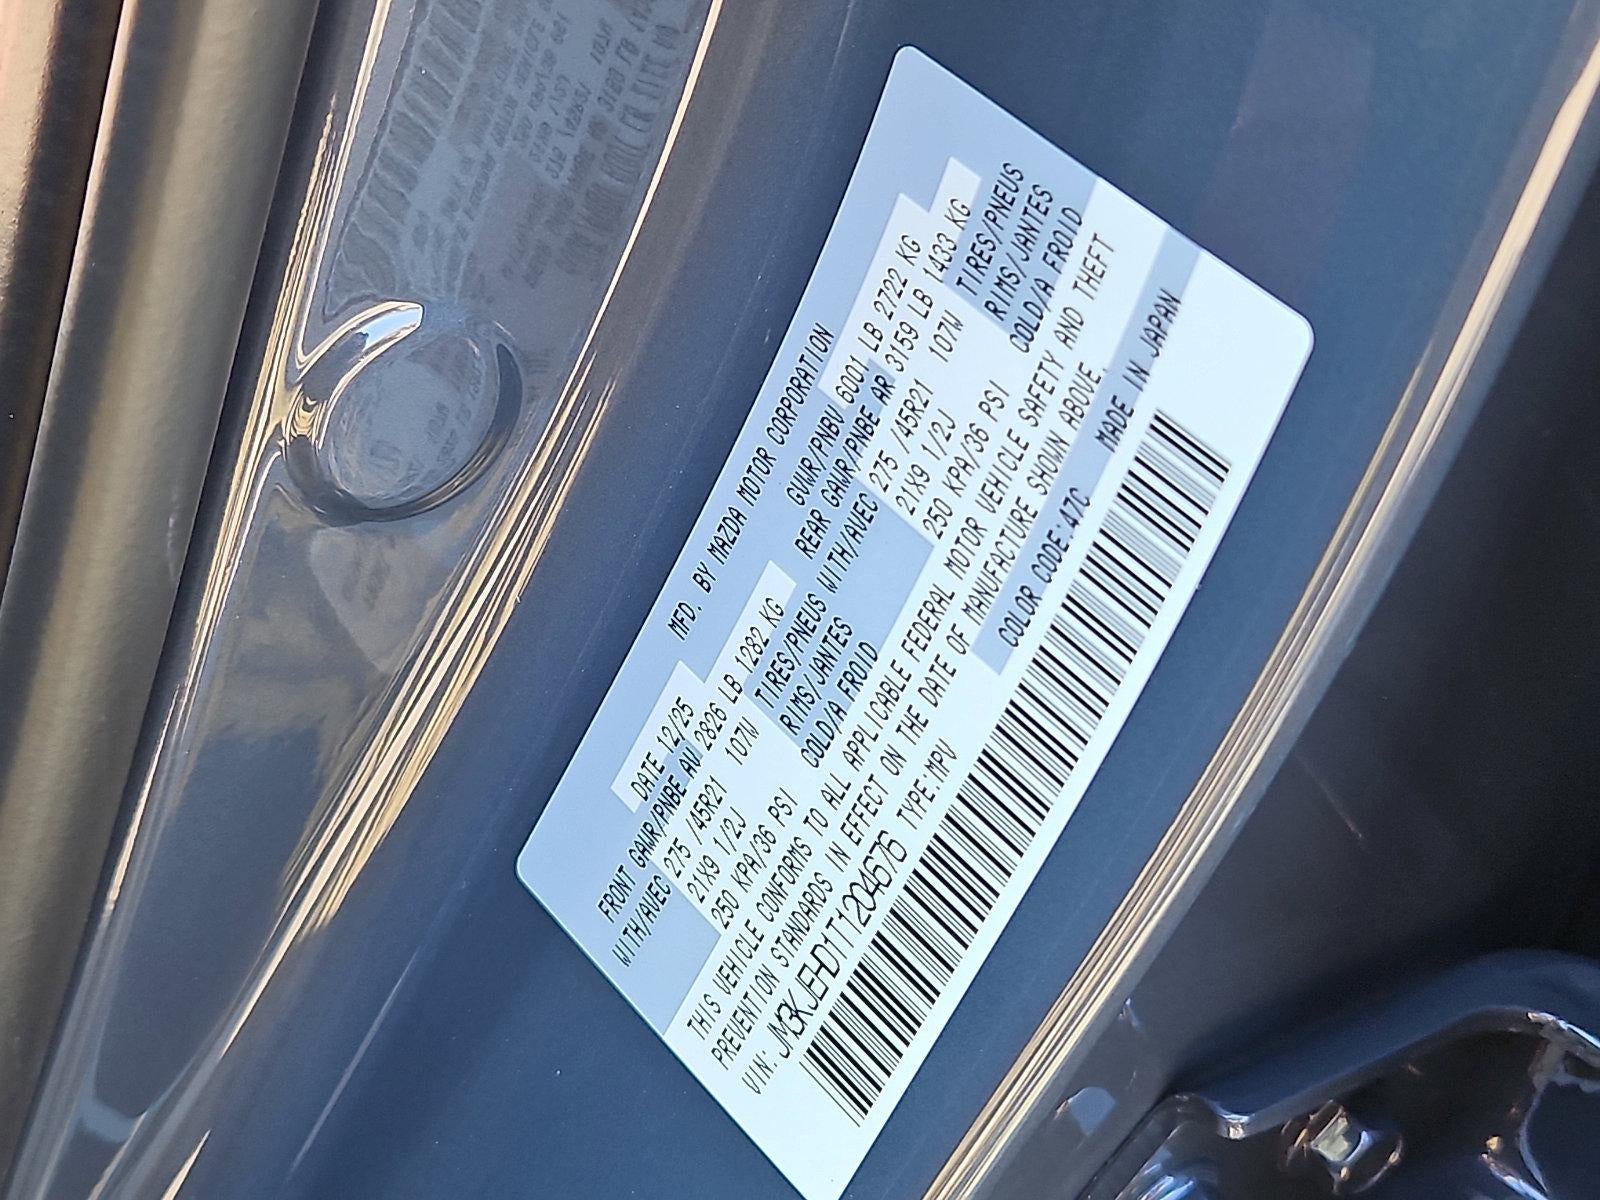 MFD. BY MAZDA MOTOR CORPORATION
DATE 12/25 GVWR/PNBV 6001 LB 2722 KG
FRONT GAWR/PNBE AV 2826 LB 1282 KG REAR GAWR/PNBE AR 3159 LB 1433 KG
WITH/AVEC 275 /45R21 107W TIRES/PNEUS WITH/AVEC 275 /45R21 107W TIRES/PNEUS
21X9 1/2J RIMS/JANTES 21X9 1/2J RIMS/JANTES
250 KPA/36 PSI COLD/A FROID 250 KPA/36 PSI COLD/A FROID
THIS VEHICLE CONFORMS TO ALL APPLICABLE FEDERAL MOTOR VEHICLE SAFETY AND THEFT
PREVENTION STANDARDS IN EFFECT ON THE DATE OF MANUFACTURE SHOWN ABOVE.
VIN: JM3KJEHD1T1204676 TYPE:MPV COLOR CODE:47C MADE IN JAPAN